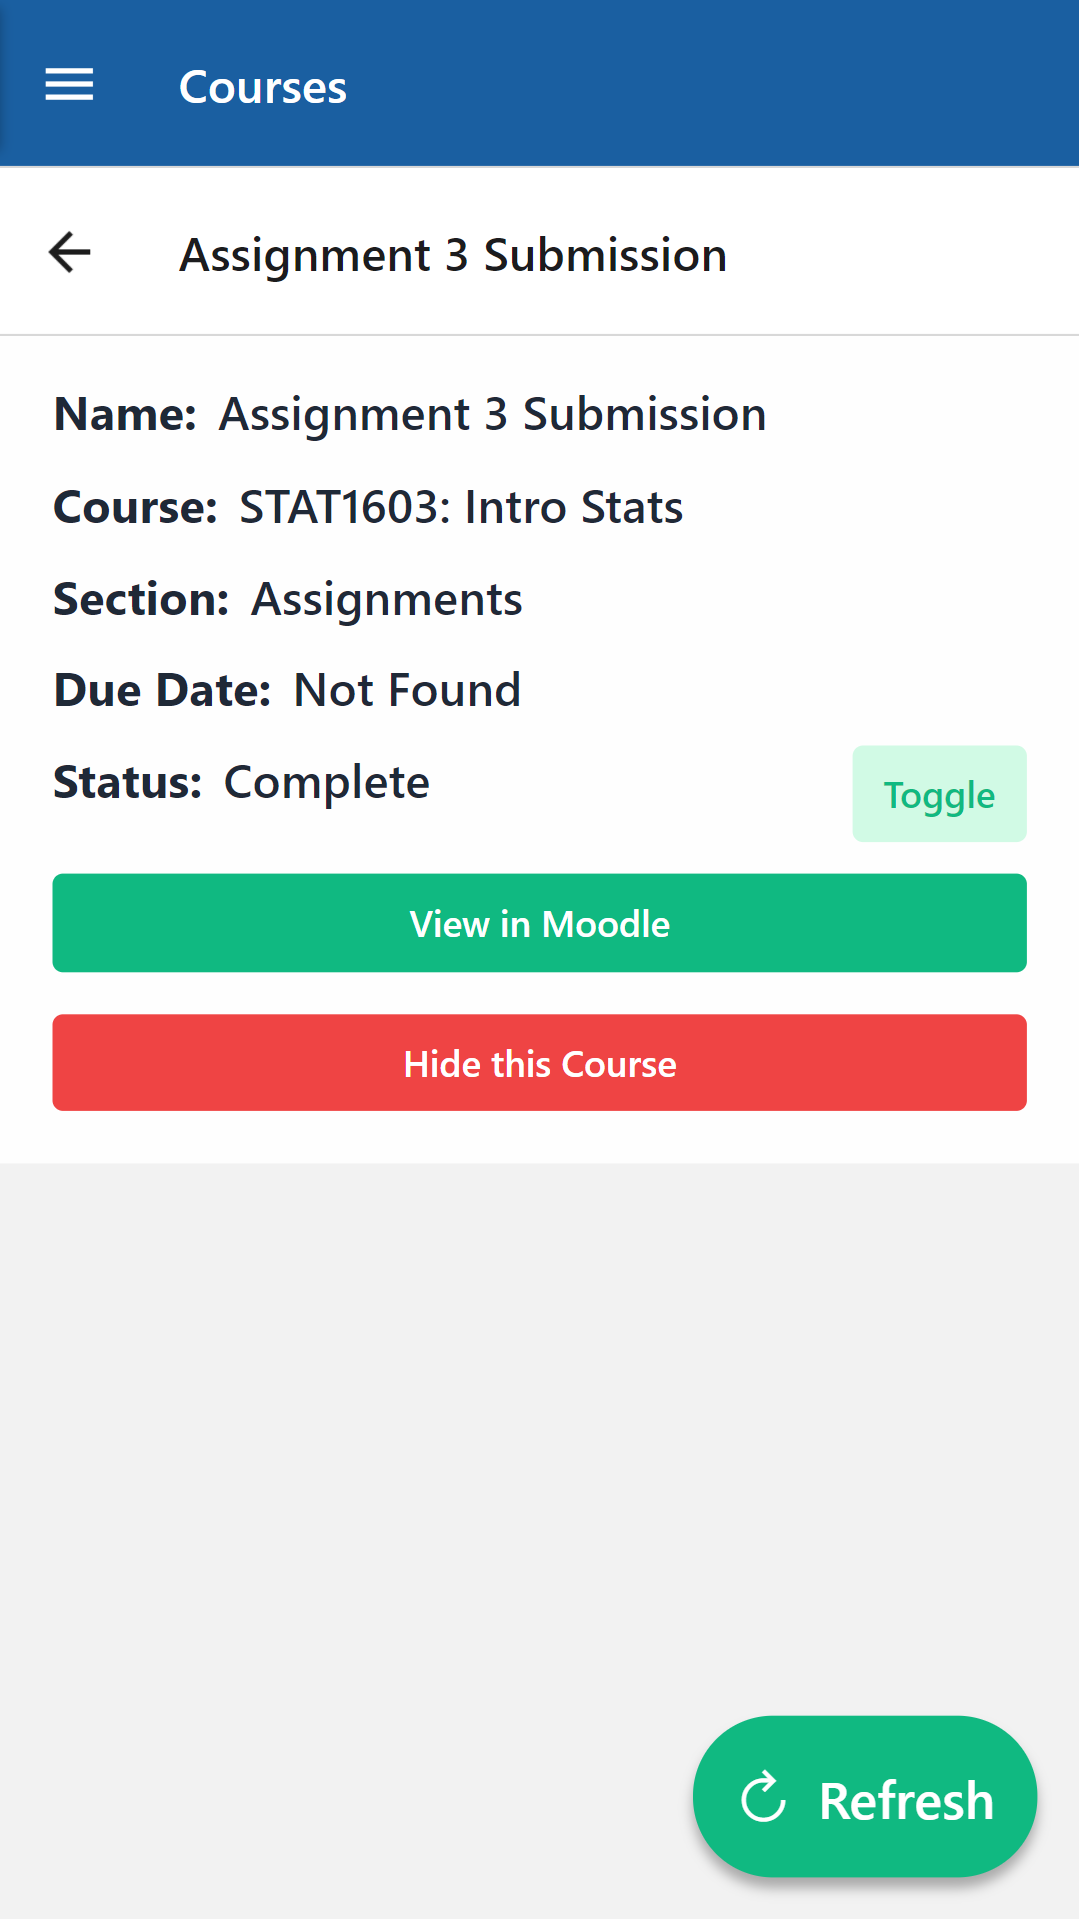 Courses
Assignment 3 Submission
Name: Assignment 3 Submission
Course: STAT1603: Intro Stats
Section: Assignments
Due Date: Not Found
Status: Complete
Toggle
View in Moodle
Hide this Course
Refresh